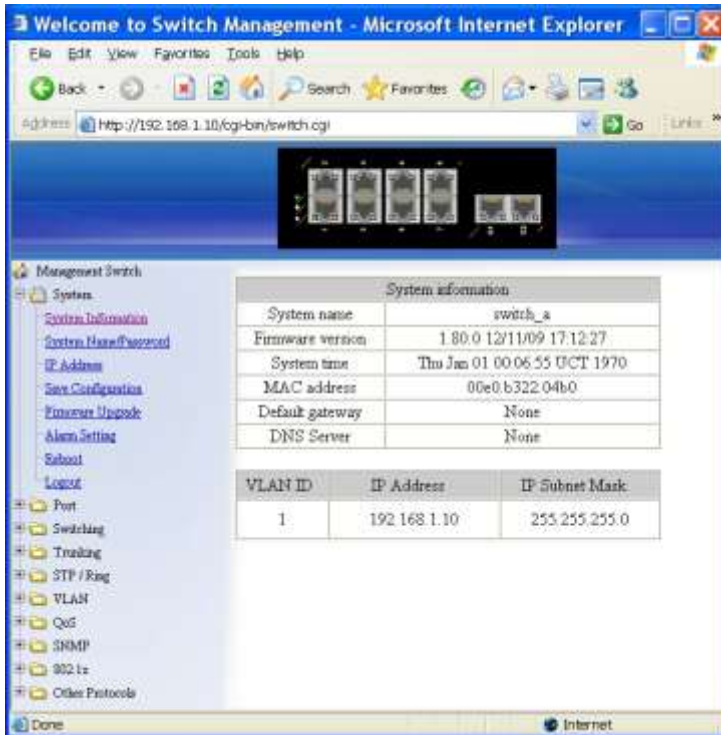 Welcome to Switch Management - Microsoft Internet Explorer
File Edit View Favorites Tools Help
Back Search Favorites
Address http://192.168.1.10/cgi-bin/switch.cgi Go Links »
Management Switch
System
System Information
System Name/Password
IP Address
Save Configuration
Firmware Upgrade
Alarm Setting
Reboot
Logout
Port
Switching
Trunking
STP / Ring
VLAN
QoS
SNMP
802.1x
Other Protocols
System information
System name switch_a
Firmware version 1.80.0 12/11/09 17:12:27
System time Thu Jan 01 00:06:55 UCT 1970
MAC address 00e0.b322.04b0
Default gateway None
DNS Server None
VLAN ID IP Address IP Subnet Mask
1 192.168.1.10 255.255.255.0
Done Internet